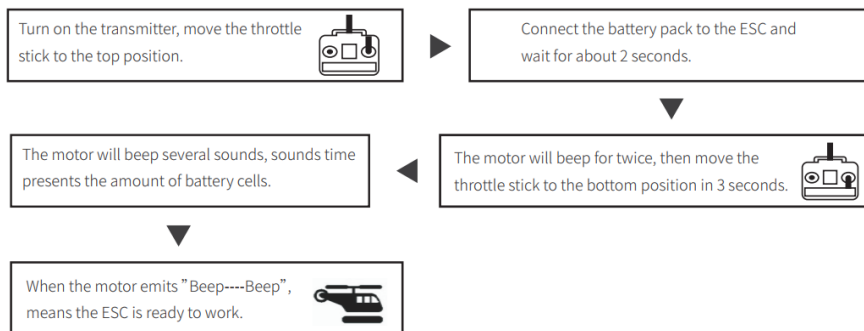 Turn on the transmitter, move the throttle
stick to the top position.
Connect the battery pack to the ESC and
wait for about 2 seconds.
The motor will beep for twice, then move the
throttle stick to the bottom position in 3 seconds.
The motor will beep several sounds, sounds time
presents the amount of battery cells.
When the motor emits ”Beep----Beep”,
means the ESC is ready to work.